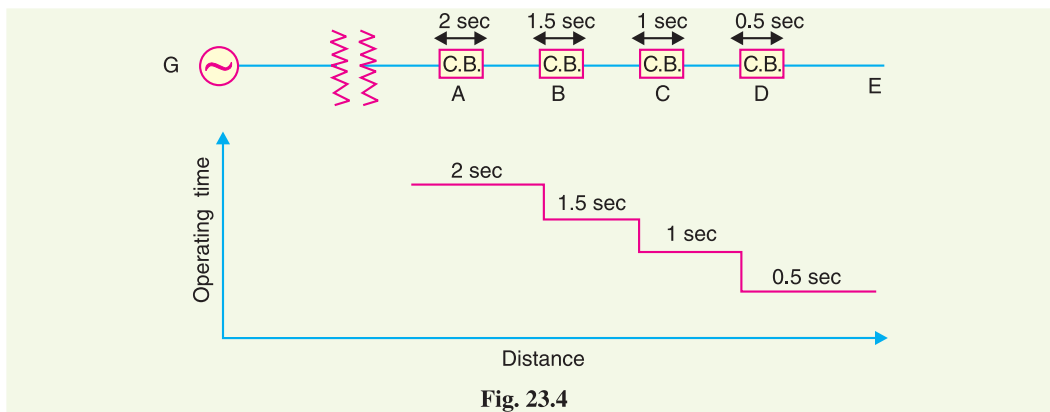 2 sec 1.5 sec 1 sec 0.5 sec
G C.B. C.B. C.B. C.B.
A B C D E
Operating time
2 sec
1.5 sec
1 sec
0.5 sec
Distance
Fig. 23.4